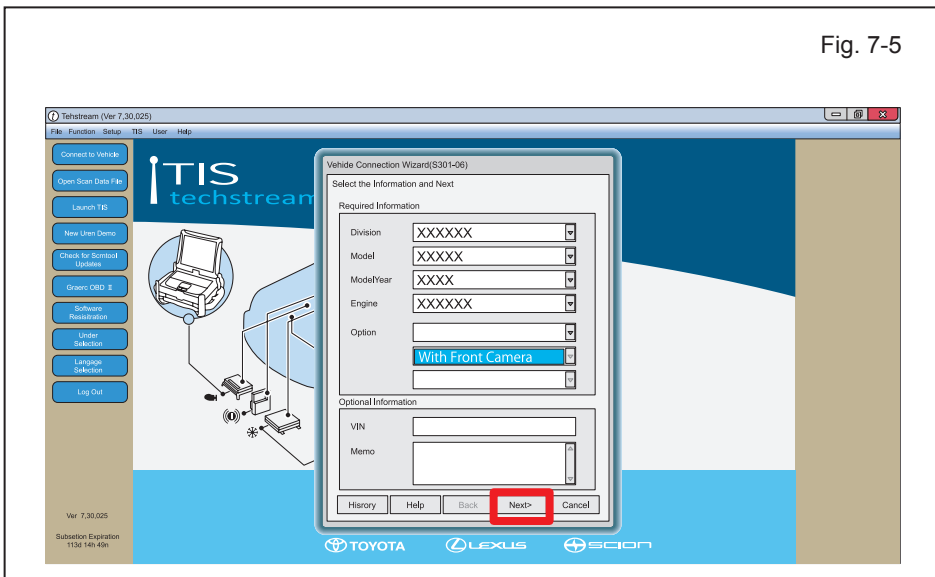 Fig. 7-5
Tehstream (Ver 7,30,025)
File Function Setup TIS User Help
Connect to Vehicle
Open Scan Data File
Launch TIS
New Uren Demo
Check for Scmtool
Updates
Graerc OBD II
Software
Resisitration
Under
Selection
Langage
Selection
Log Out
Ver 7,30,025
Subsetion Expiration
113d 14h 49n
TIS
techstream
Vehide Connection Wizard(S301-06)
Select the Information and Next
Required Information
Division XXXXXX
Model XXXXX
ModelYear XXXX
Engine XXXXXX
Option
With Front Camera
Optional Information
VIN
Memo
Hisrory Help Back Next> Cancel
TOYOTA LEXUS SCION